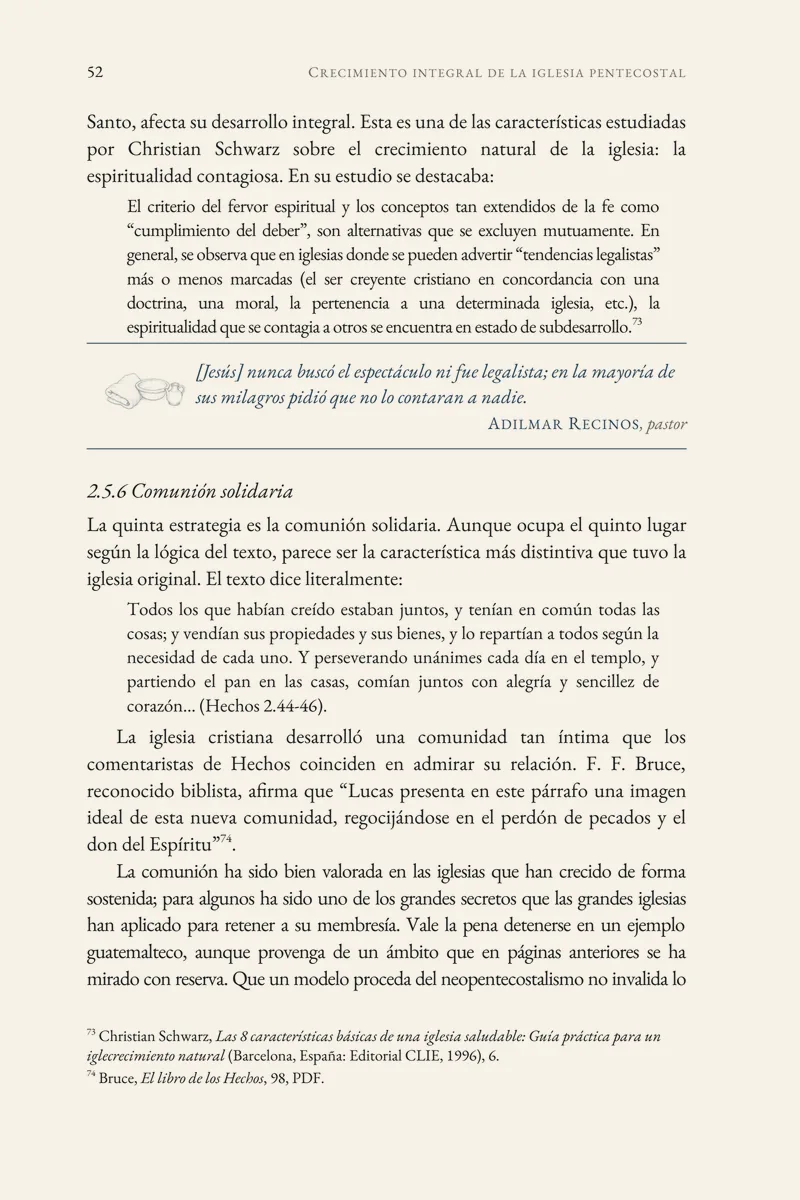 52
CRECIMIENTO INTEGRAL DE LA IGLESIA PENTECOSTAL
Santo, afecta su desarrollo integral. Esta es una de las características estudiadas
por Christian Schwarz sobre el crecimiento natural de la iglesia: la
espiritualidad contagiosa. En su estudio se destacaba:
El criterio del fervor espiritual y los conceptos tan extendidos de la fe como
“cumplimiento del deber”, son alternativas que se excluyen mutuamente. En
general, se observa que en iglesias donde se pueden advertir “tendencias legalistas”
más o menos marcadas (el ser creyente cristiano en concordancia con una
doctrina, una moral, la pertenencia a una determinada iglesia, etc.), la
espiritualidad que se contagia a otros se encuentra en estado de subdesarrollo.73
[Jesús] nunca buscó el espectáculo ni fue legalista; en la mayoría de
sus milagros pidió que no lo contaran a nadie.
ADILMAR RECINOS, pastor
2.5.6 Comunión solidaria
La quinta estrategia es la comunión solidaria. Aunque ocupa el quinto lugar
según la lógica del texto, parece ser la característica más distintiva que tuvo la
iglesia original. El texto dice literalmente:
Todos los que habían creído estaban juntos, y tenían en común todas las
cosas; y vendían sus propiedades y sus bienes, y lo repartían a todos según la
necesidad de cada uno. Y perseverando unánimes cada día en el templo, y
partiendo el pan en las casas, comían juntos con alegría y sencillez de
corazón... (Hechos 2.44-46).
La iglesia cristiana desarrolló una comunidad tan íntima que los
comentaristas de Hechos coinciden en admirar su relación. F. F. Bruce,
reconocido biblista, afirma que “Lucas presenta en este párrafo una imagen
ideal de esta nueva comunidad, regocijándose en el perdón de pecados y el
don del Espíritu”74.
La comunión ha sido bien valorada en las iglesias que han crecido de forma
sostenida; para algunos ha sido uno de los grandes secretos que las grandes iglesias
han aplicado para retener a su membresía. Vale la pena detenerse en un ejemplo
guatemalteco, aunque provenga de un ámbito que en páginas anteriores se ha
mirado con reserva. Que un modelo proceda del neopentecostalismo no invalida lo
73 Christian Schwarz, Las 8 características básicas de una iglesia saludable: Guía práctica para un
iglecrecimiento natural (Barcelona, España: Editorial CLIE, 1996), 6.
74 Bruce, El libro de los Hechos, 98, PDF.